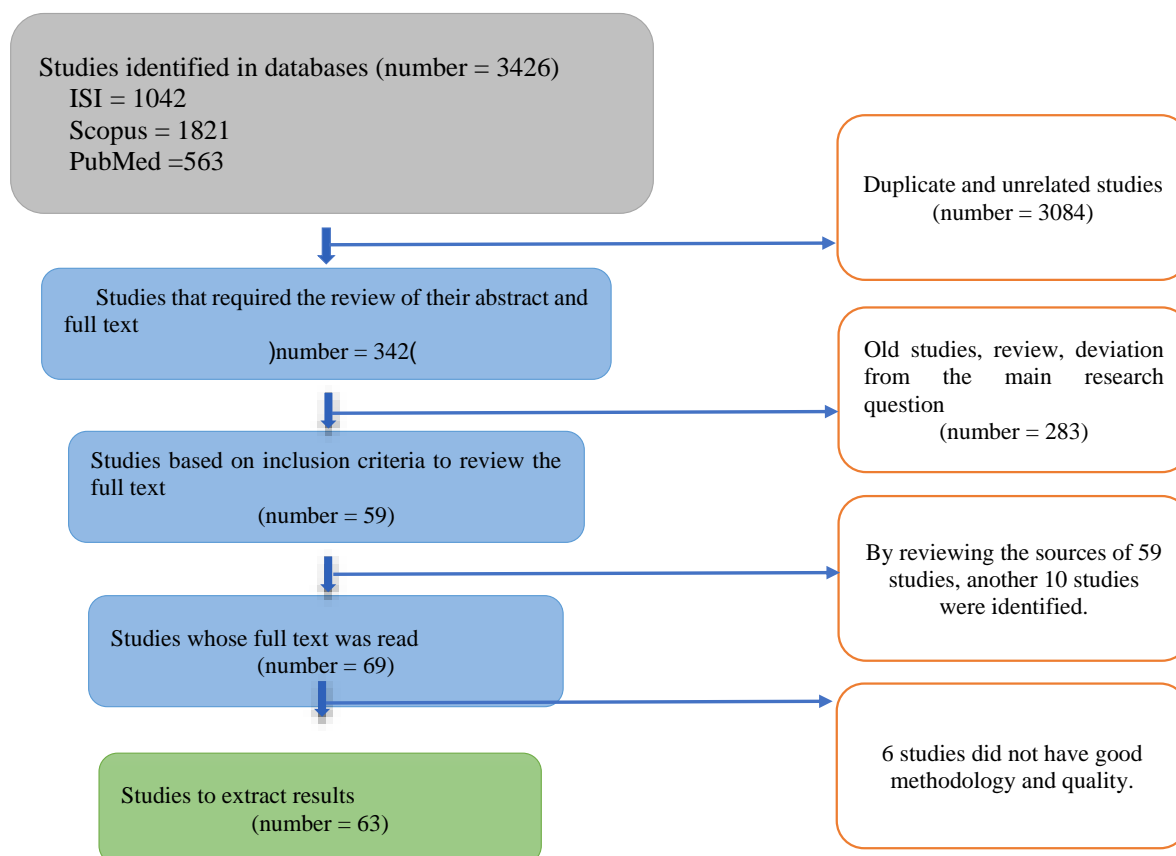 Studies identified in databases (number = 3426)
ISI = 1042
Scopus = 1821
PubMed =563
Duplicate and unrelated studies
(number = 3084)
Studies that required the review of their abstract and
full text
)number = 342(
Old studies, review, deviation
from the main research
question
(number = 283)
Studies based on inclusion criteria to review the
full text
(number = 59)
By reviewing the sources of 59
studies, another 10 studies
were identified.
Studies whose full text was read
(number = 69)
6 studies did not have good
methodology and quality.
Studies to extract results
(number = 63)